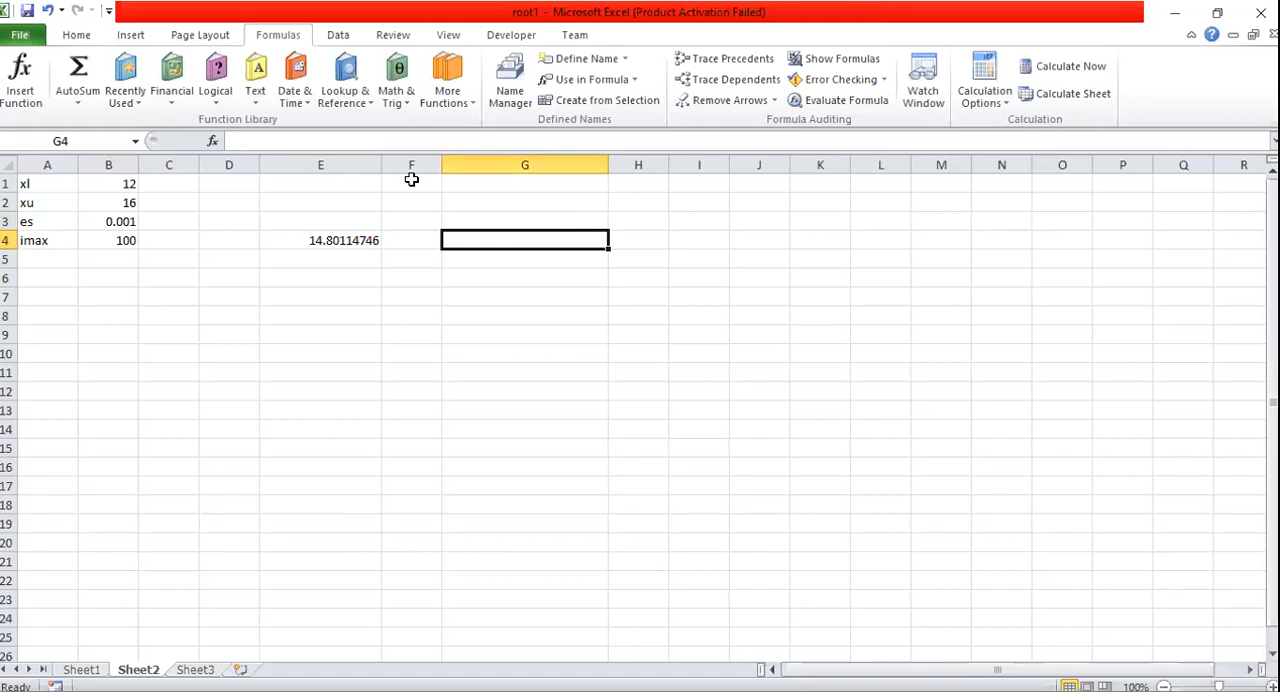 root1 - Microsoft Excel (Product Activation Failed)
File Home Insert Page Layout Formulas Data Review View Developer Team
fx Σ ? A θ
Insert Function
AutoSum
Recently Used
Financial
Logical
Text
Date & Time
Lookup & Reference
Math & Trig
More Functions
Function Library
Name Manager
Define Name
Use in Formula
Create from Selection
Defined Names
Trace Precedents
Trace Dependents
Remove Arrows
Show Formulas
Error Checking
Evaluate Formula
Formula Auditing
Watch Window
Calculation Options
Calculate Now
Calculate Sheet
Calculation
G4 fx
A B C D E F G H I J K L M N O P Q R
1 xl 12
2 xu 16
3 es 0.001
4 imax 100 14.80114746
5
6
7
8
9
10
11
12
13
14
15
16
17
18
19
20
21
22
23
24
25
26
Sheet1 Sheet2 Sheet3
Ready 100%